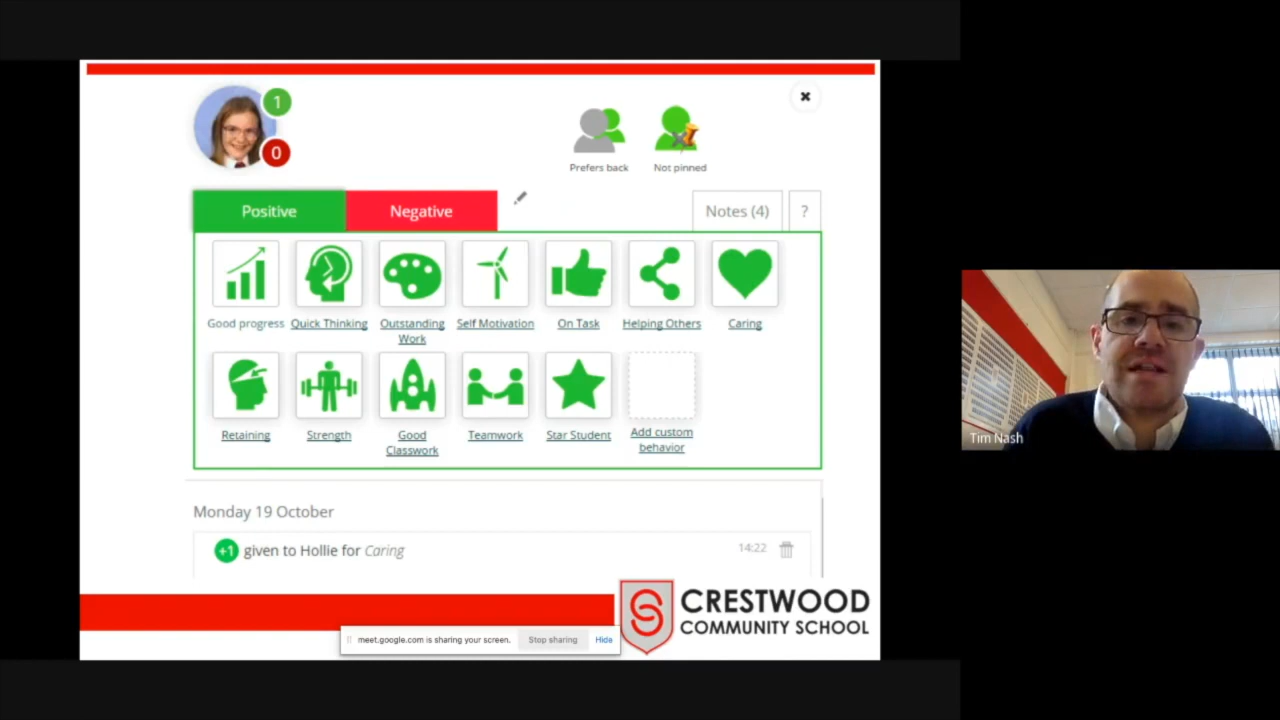 1
0
Prefers back
Not pinned
Positive
Negative
Notes (4)
?
Good progress
Quick Thinking
Outstanding
Work
Self Motivation
On Task
Helping Others
Caring
Retaining
Strength
Good
Classwork
Teamwork
Star Student
Add custom
behavior
Monday 19 October
+1 given to Hollie for Caring
14:22
CRESTWOOD
COMMUNITY SCHOOL
meet.google.com is sharing your screen.
Stop sharing
Hide
Tim Nash